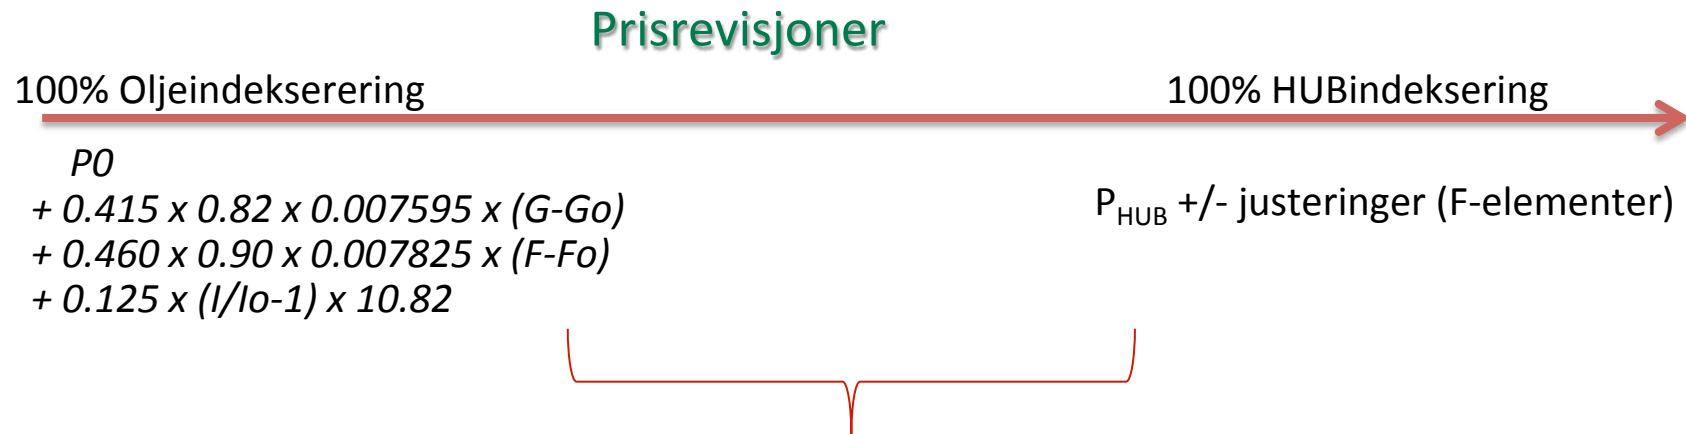 Prisrevisjoner
100% Oljeindekserering
100% HUBindeksering
P0
+ 0.415 x 0.82 x 0.007595 x (G-Go)
+ 0.460 x 0.90 x 0.007825 x (F-Fo)
+ 0.125 x (I/Io-1) x 10.82
PHUB +/- justeringer (F-elementer)